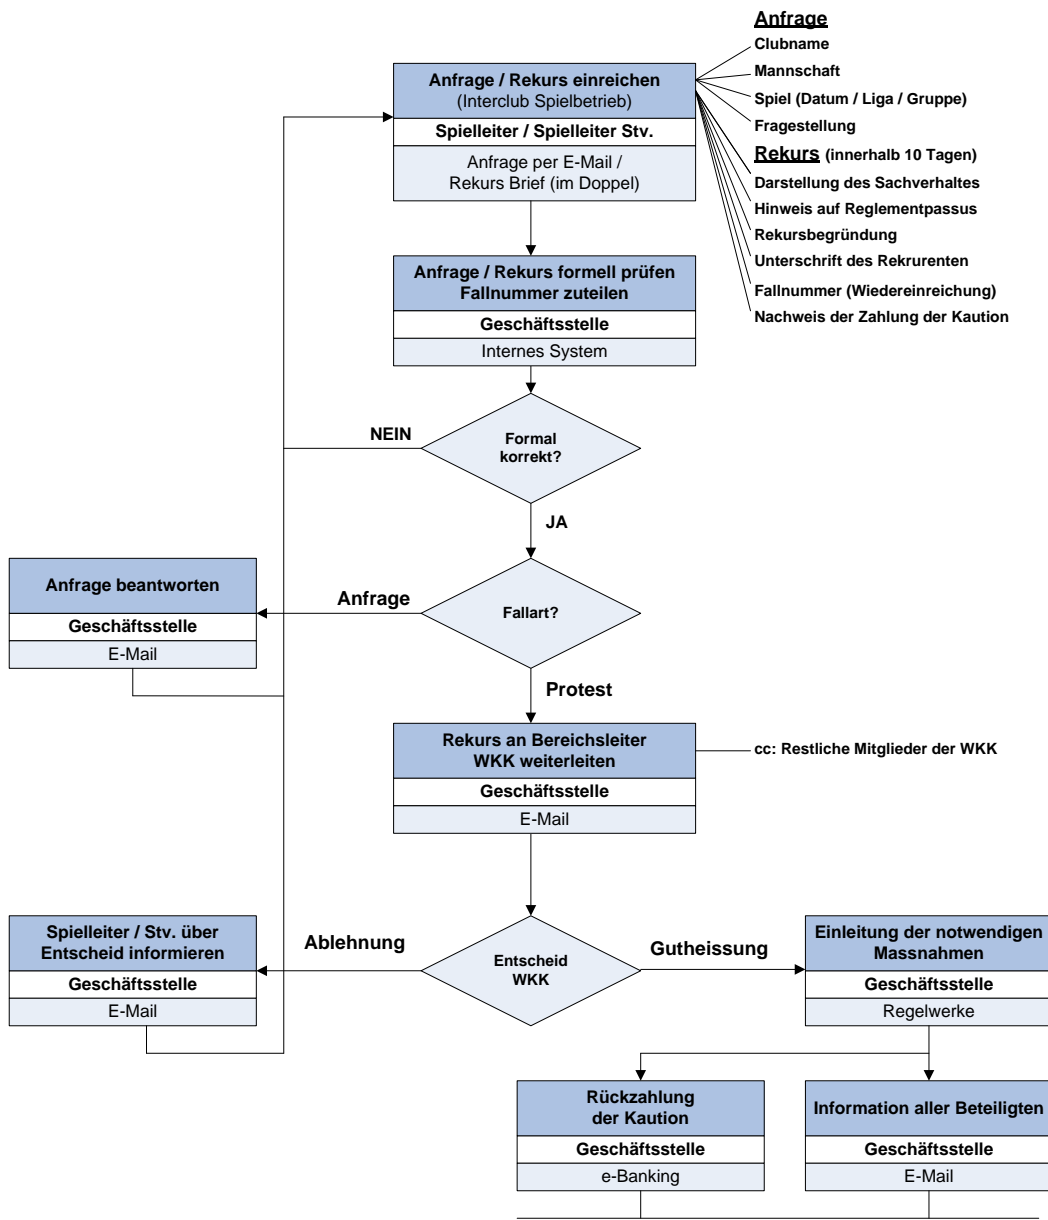 Anfrage
Clubname
Mannschaft
Spiel (Datum / Liga / Gruppe)
Fragestellung
Rekurs (innerhalb 10 Tagen)
Darstellung des Sachverhaltes
Hinweis auf Reglementpassus
Rekursbegründung
Unterschrift des Rekrurenten
Fallnummer (Wiedereinreichung)
Nachweis der Zahlung der Kaution
Anfrage / Rekurs einreichen
(Interclub Spielbetrieb)
Spielleiter / Spielleiter Stv.
Anfrage per E-Mail /
Rekurs Brief (im Doppel)
Anfrage / Rekurs formell prüfen
Fallnummer zuteilen
Geschäftsstelle
Internes System
NEIN
Formal
korrekt?
JA
Anfrage beantworten
Geschäftsstelle
E-Mail
Anfrage
Fallart?
Protest
Rekurs an Bereichsleiter
WKK weiterleiten
Geschäftsstelle
E-Mail
cc: Restliche Mitglieder der WKK
Spielleiter / Stv. über
Entscheid informieren
Geschäftsstelle
E-Mail
Ablehnung
Entscheid
WKK
Gutheissung
Einleitung der notwendigen
Massnahmen
Geschäftsstelle
Regelwerke
Rückzahlung
der Kaution
Geschäftsstelle
e-Banking
Information aller Beteiligten
Geschäftsstelle
E-Mail